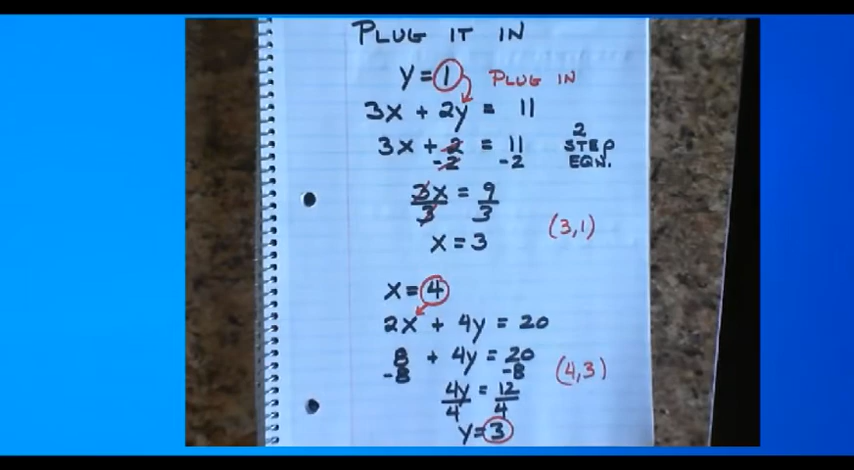 PLUG IT IN
y = 1 PLUG IN
3x + 2y = 11
3x + 2 = 11
-2 -2
2 STEP EQN.
3x = 9
3 3
x = 3
(3,1)
x = 4
2x + 4y = 20
8 + 4y = 20
-8 -8
(4,3)
4y = 12
4 4
y = 3